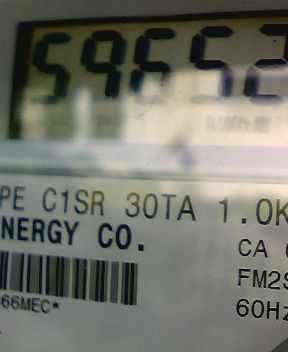 59652
kWh
PE C1SR 30TA 1.0K
NERGY CO.
CA
FM2S
66MEC*
60Hz